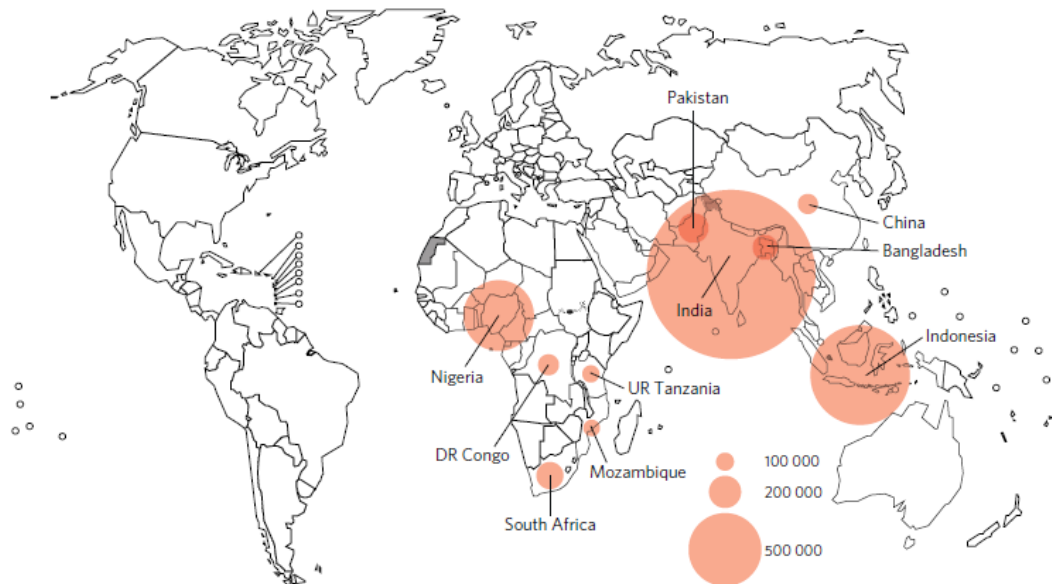 Pakistan
China
Bangladesh
India
Indonesia
Nigeria
UR Tanzania
DR Congo
Mozambique
South Africa
100 000
200 000
500 000